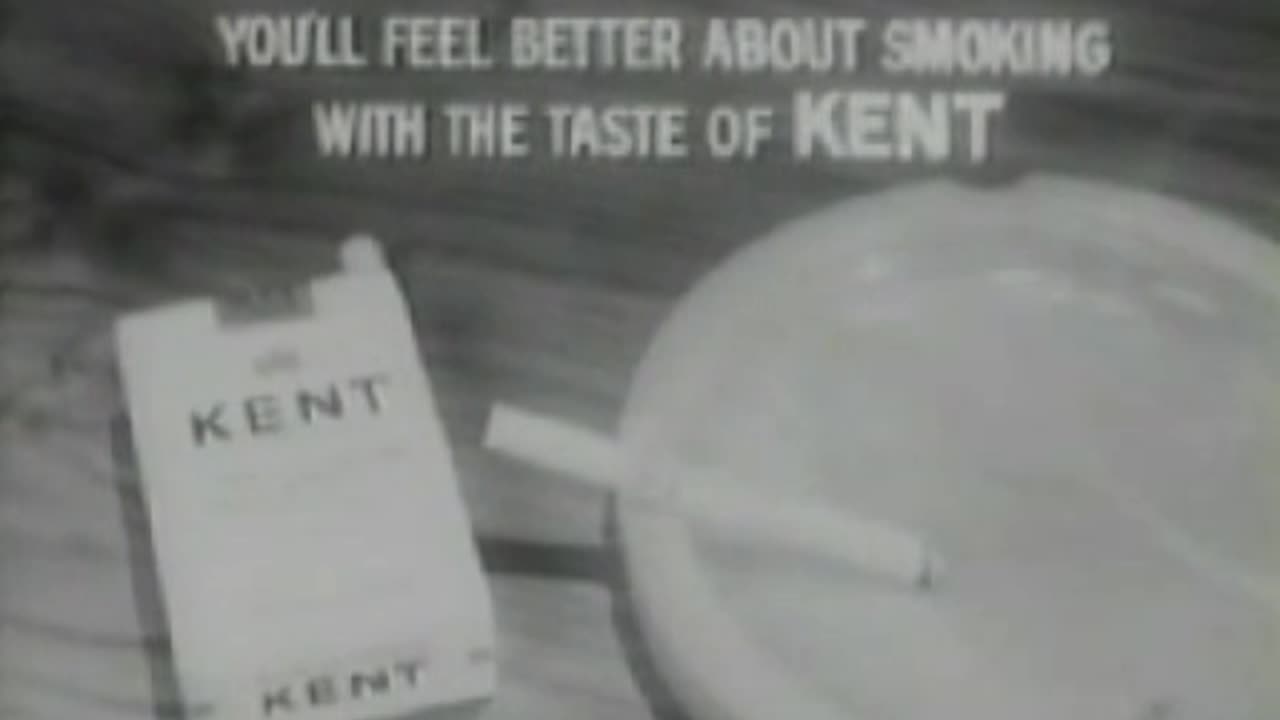 YOU'LL FEEL BETTER ABOUT SMOKING
WITH THE TASTE OF KENT
KENT
KENT